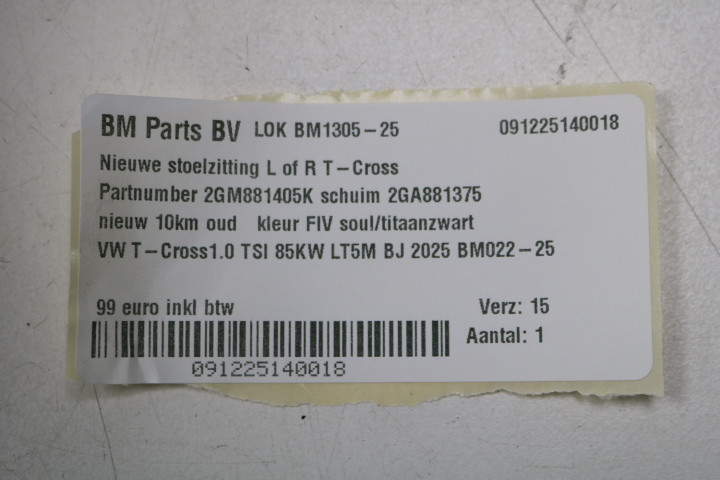 BM Parts BV LOK BM1305-25 091225140018
Nieuwe stoelzitting L of R T-Cross
Partnumber 2GM881405K schuim 2GA881375
nieuw 10km oud kleur FIV soul/titaanzwart
VW T-Cross1.0 TSI 85KW LT5M BJ 2025 BM022-25
99 euro inkl btw Verz: 15
Aantal: 1
091225140018